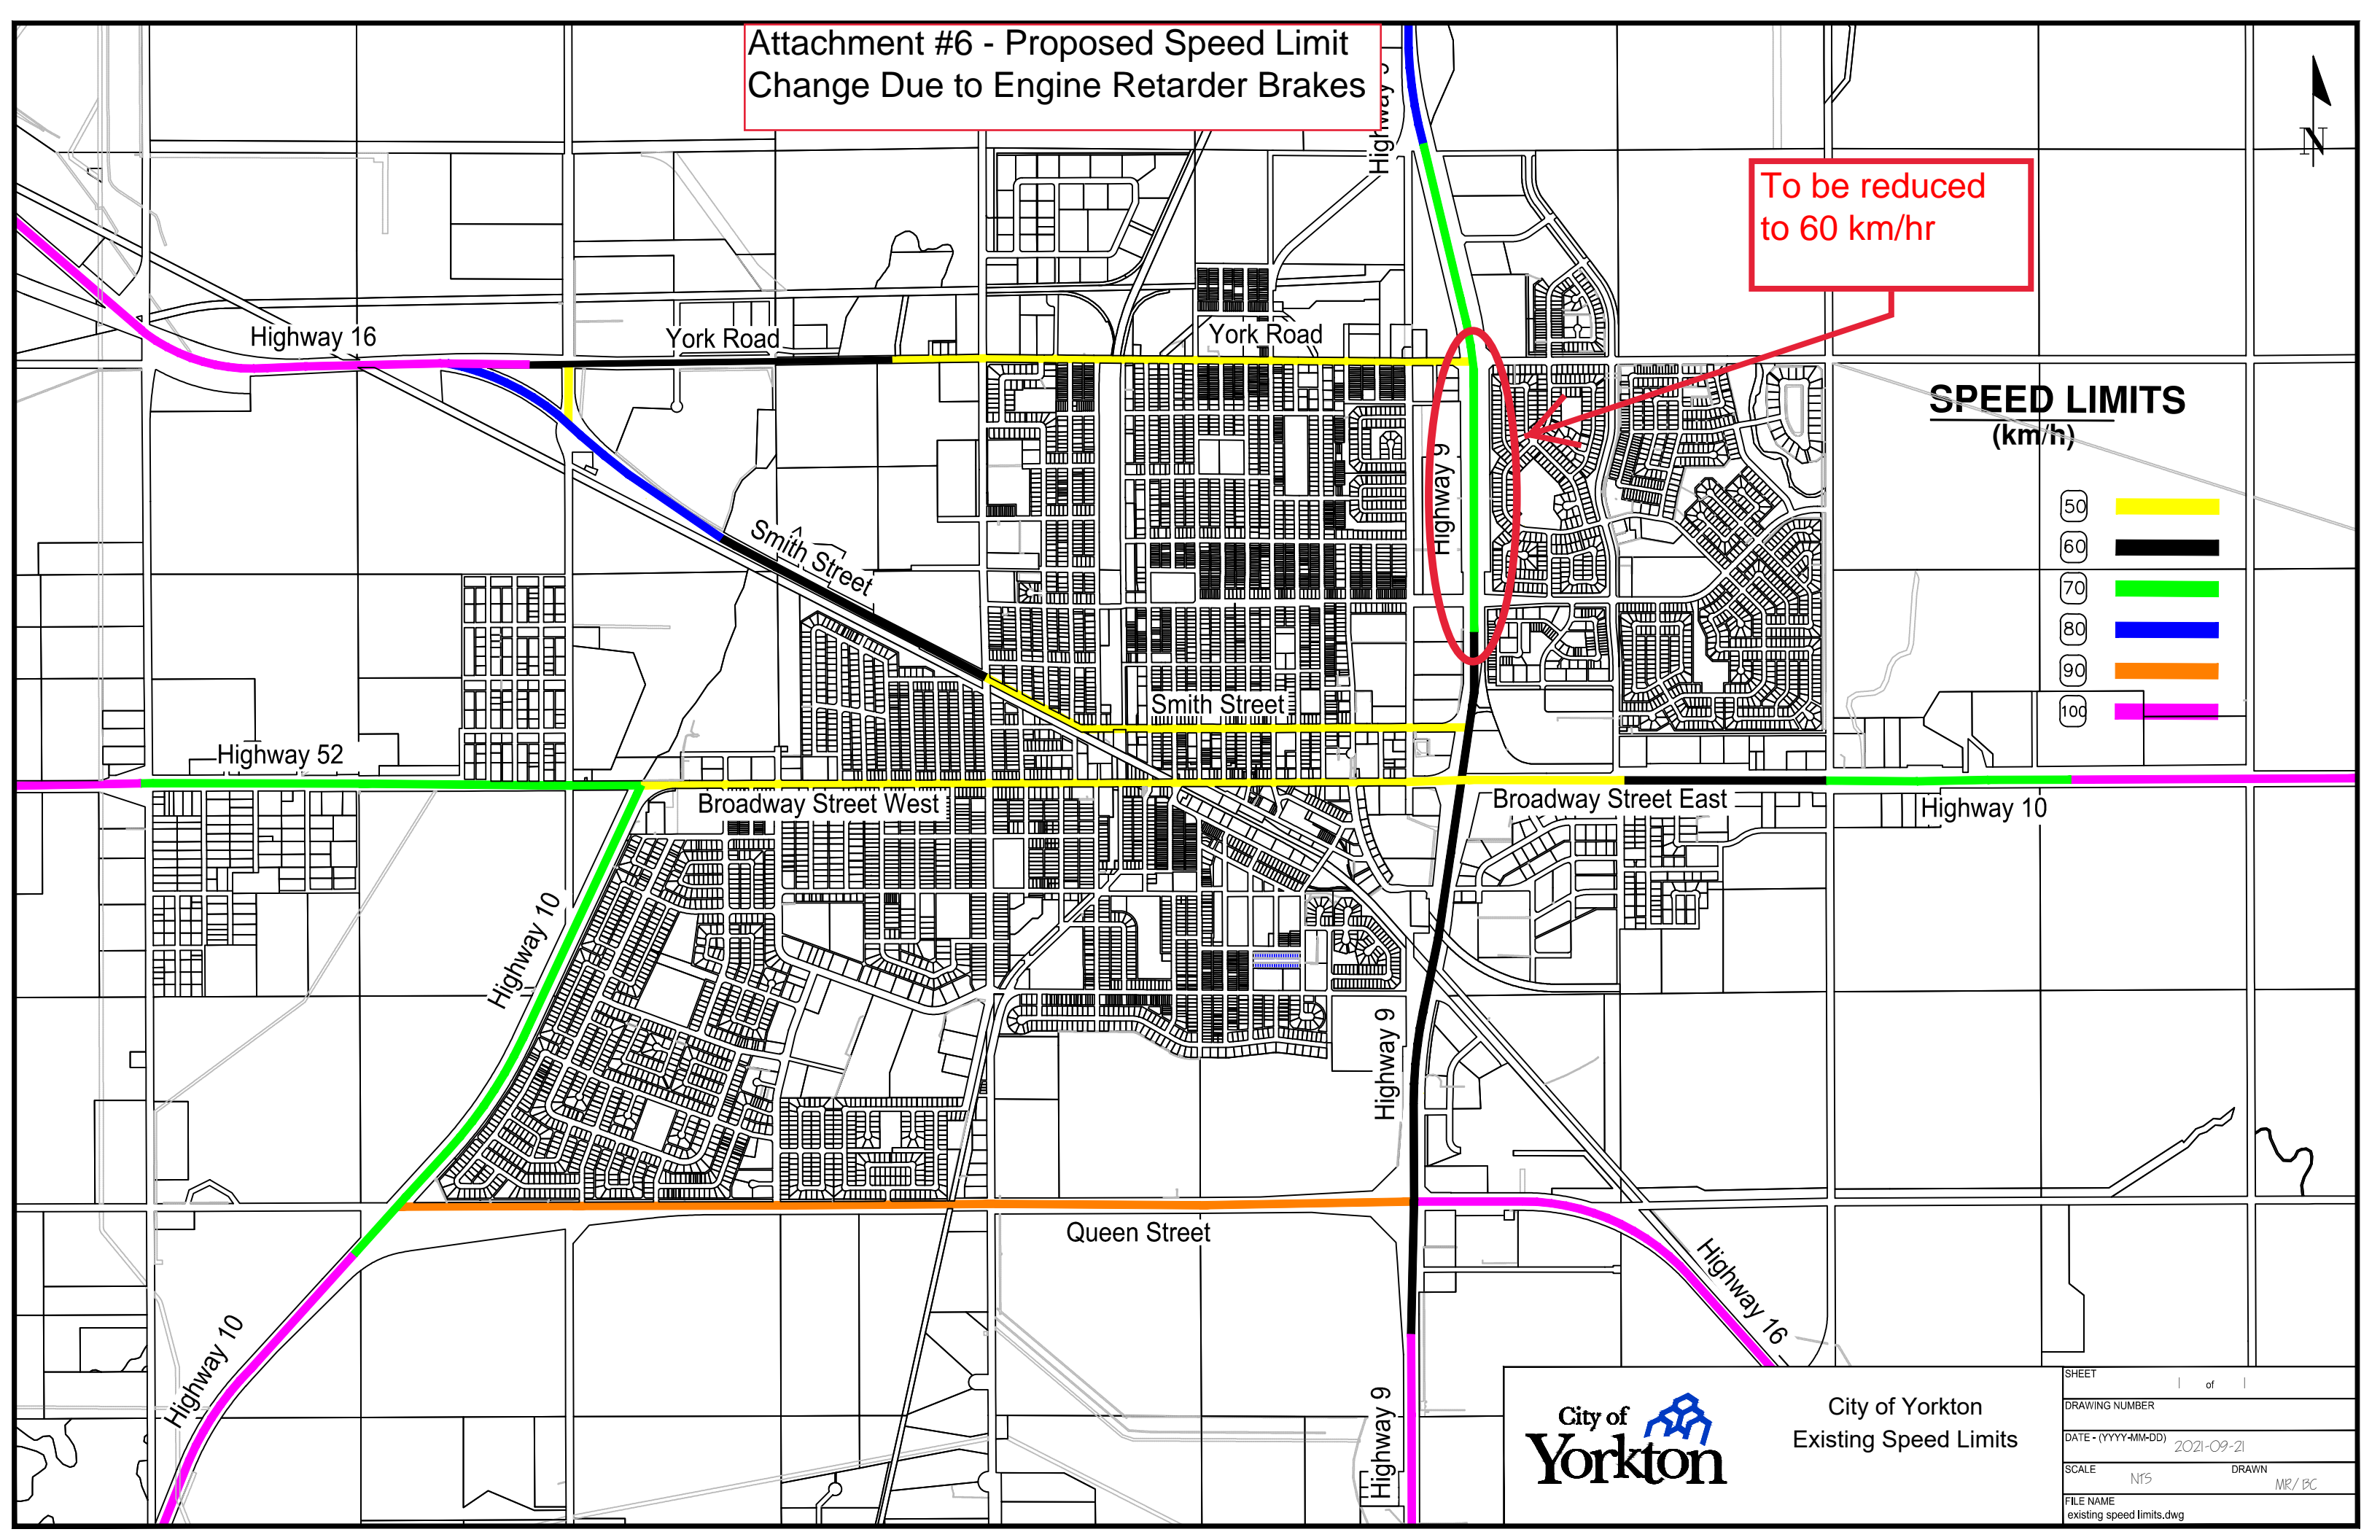 Attachment #6 - Proposed Speed Limit
Change Due to Engine Retarder Brakes
Highway 9
N
To be reduced
to 60 km/hr
Highway 16
York Road
York Road
SPEED LIMITS
(km/h)
50
60
70
80
90
100
Highway 9
Smith Street
Smith Street
Highway 52
Broadway Street West
Broadway Street East
Highway 10
Highway 10
Highway 9
Queen Street
Highway 16
Highway 10
Highway 9
City of
Yorkton
City of Yorkton
Existing Speed Limits
SHEET 1 of 1
DRAWING NUMBER
DATE - (YYYY-MM-DD) 2021-09-21
SCALE NTS DRAWN MR/BC
FILE NAME
existing speed limits.dwg